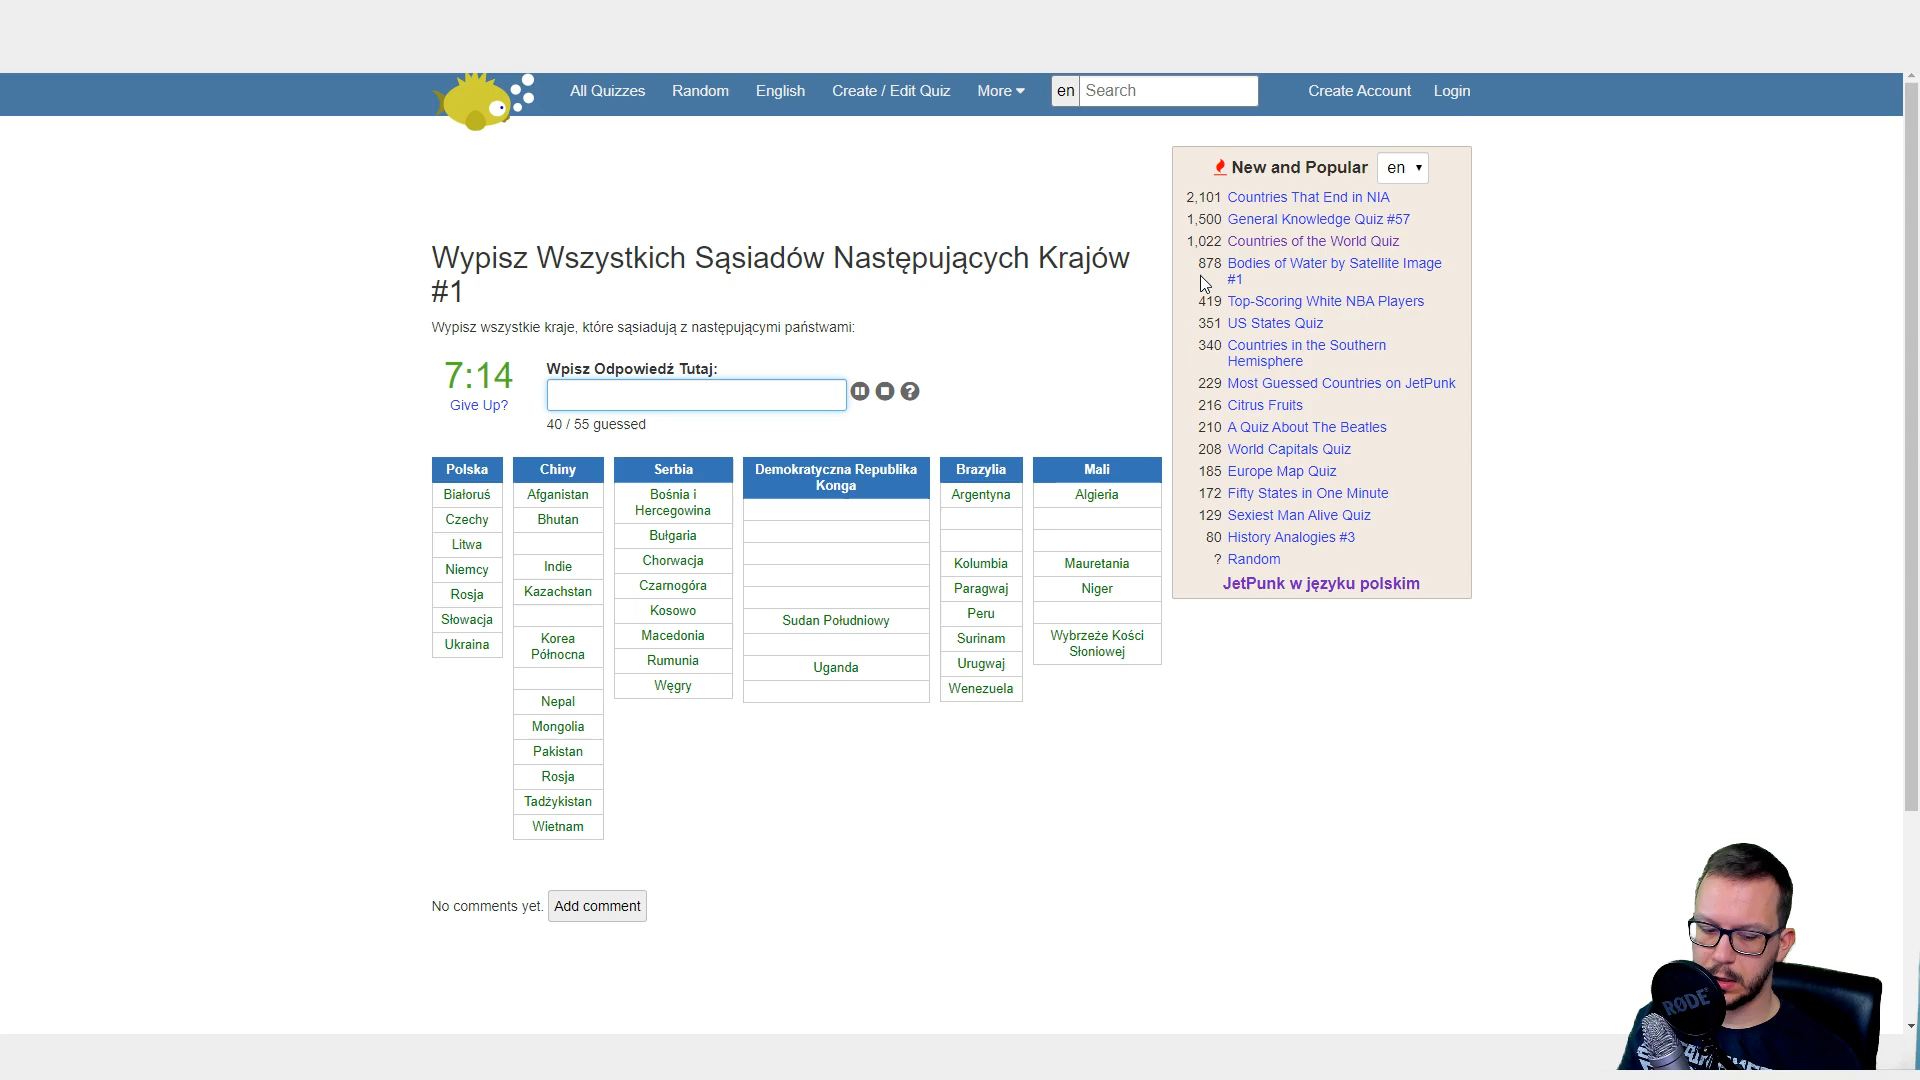 All Quizzes Random English Create / Edit Quiz More en Search Create Account Login
New and Popular en
2,101 Countries That End in NIA
1,500 General Knowledge Quiz #57
1,022 Countries of the World Quiz
878 Bodies of Water by Satellite Image
#1
419 Top-Scoring White NBA Players
351 US States Quiz
340 Countries in the Southern
Hemisphere
229 Most Guessed Countries on JetPunk
216 Citrus Fruits
210 A Quiz About The Beatles
208 World Capitals Quiz
185 Europe Map Quiz
172 Fifty States in One Minute
129 Sexiest Man Alive Quiz
80 History Analogies #3
? Random
JetPunk w języku polskim
Wypisz Wszystkich Sąsiadów Następujących Krajów
#1
Wypisz wszystkie kraje, które sąsiadują z następującymi państwami:
7:14
Give Up?
Wpisz Odpowiedź Tutaj:
40 / 55 guessed
Polska
Białoruś
Czechy
Litwa
Niemcy
Rosja
Słowacja
Ukraina
Chiny
Afganistan
Bhutan
Indie
Kazachstan
Korea
Północna
Nepal
Mongolia
Pakistan
Rosja
Tadżykistan
Wietnam
Serbia
Bośnia i
Hercegowina
Bułgaria
Chorwacja
Czarnogóra
Kosowo
Macedonia
Rumunia
Węgry
Demokratyczna Republika
Konga
Sudan Południowy
Uganda
Brazylia
Argentyna
Kolumbia
Paragwaj
Peru
Surinam
Urugwaj
Wenezuela
Mali
Algieria
Mauretania
Niger
Wybrzeże Kości
Słoniowej
No comments yet. Add comment
RØDE